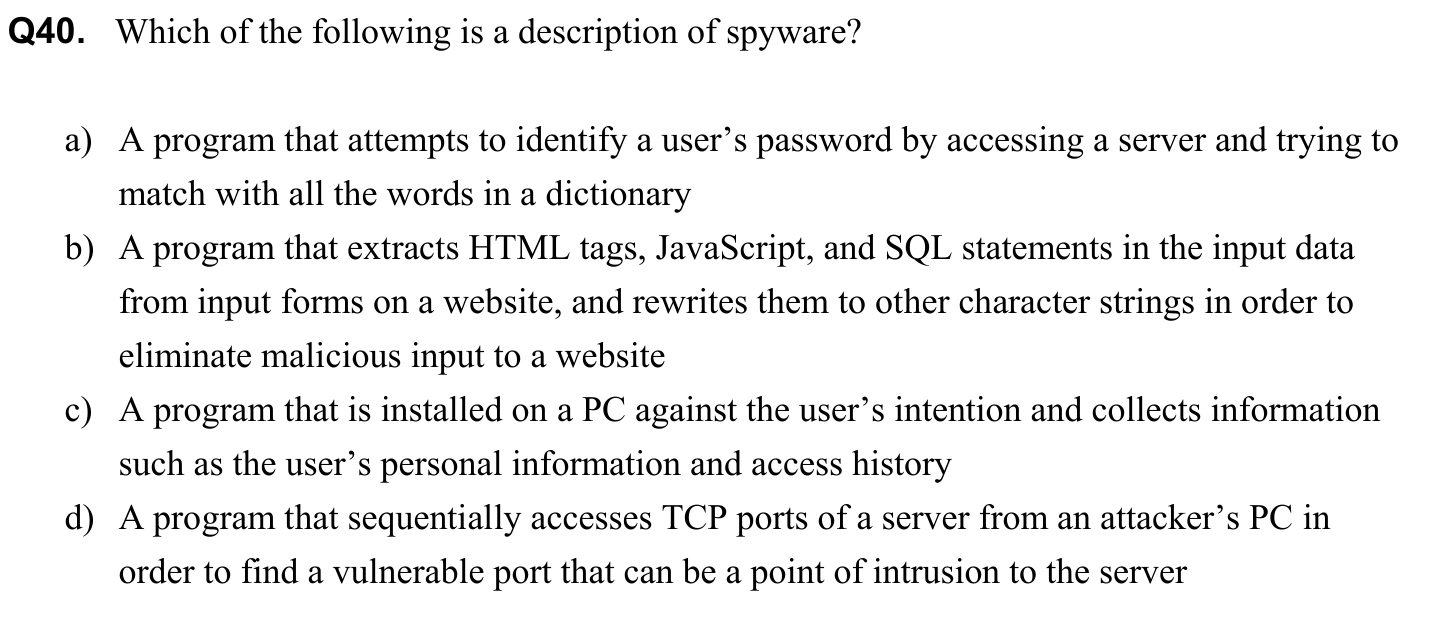 Q40. Which of the following is a description of spyware?
a) A program that attempts to identify a user’s password by accessing a server and trying to
match with all the words in a dictionary
b) A program that extracts HTML tags, JavaScript, and SQL statements in the input data
from input forms on a website, and rewrites them to other character strings in order to
eliminate malicious input to a website
c) A program that is installed on a PC against the user’s intention and collects information
such as the user’s personal information and access history
d) A program that sequentially accesses TCP ports of a server from an attacker’s PC in
order to find a vulnerable port that can be a point of intrusion to the server